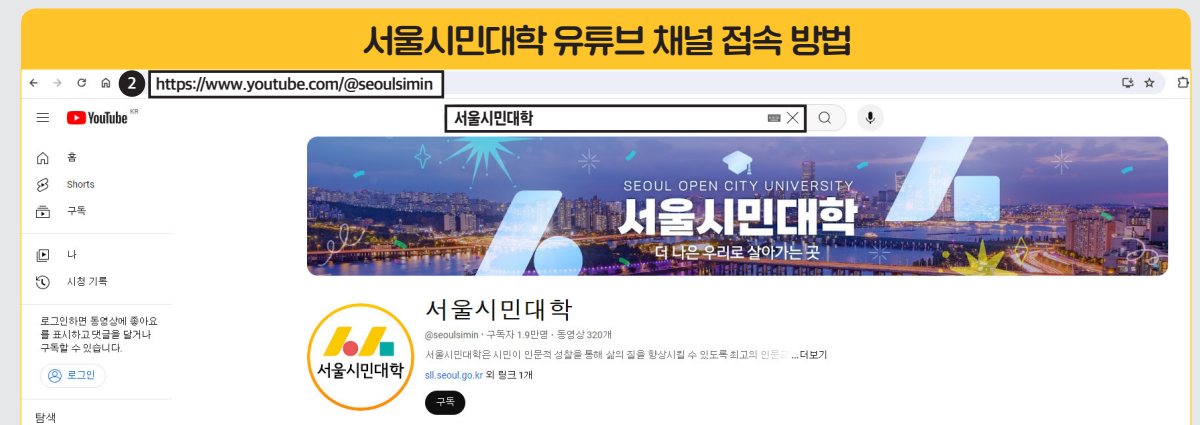 서울시민대학 유튜브 채널 접속 방법
2 https://www.youtube.com/@seoulsimin
YouTube KR
서울시민대학
홈
Shorts
구독
나
시청 기록
로그인하면 동영상에 좋아요
를 표시하고 댓글을 달거나
구독할 수 있습니다.
로그인
탐색
SEOUL OPEN CITY UNIVERSITY
서울시민대학
더 나은 우리로 살아가는 곳
서울시민대학
서울시민대학
@seoulsimin · 구독자 1.9만명 · 동영상 320개
서울시민대학은 시민이 인문적 성찰을 통해 삶의 질을 향상시킬 수 있도록 최고의 인문 ...더보기
sll.seoul.go.kr 외 링크 1개
구독